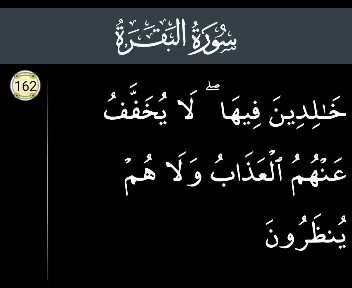 سُورَةُ البَقَرَةِ
162
خَـٰلِدِينَ فِيهَا ۖ لَا يُخَفَّفُ
عَنْهُمُ ٱلْعَذَابُ وَلَا هُمْ
يُنظَرُونَ